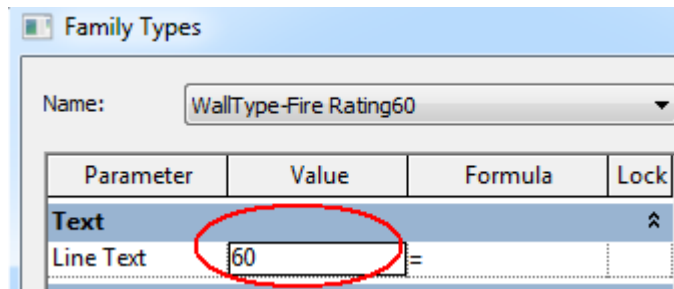 Family Types
Name: WallType-Fire Rating60
Parameter Value Formula Lock
Text
Line Text 60 =